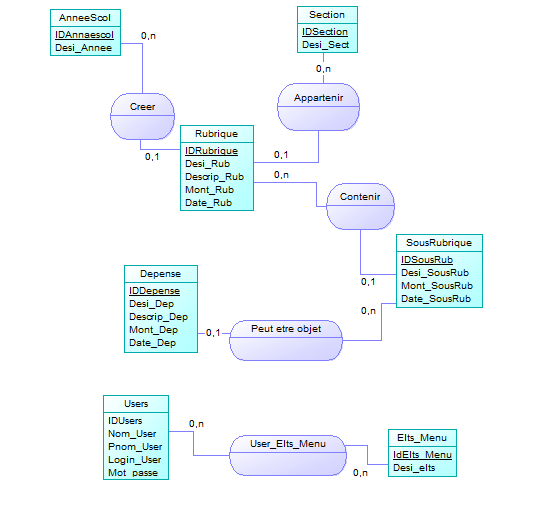 AnneeScol
IDAnnaescol
Desi_Annee
0,n
Section
IDSection
Desi_Sect
0,n
Creer
Appartenir
0,1
Rubrique
IDRubrique
Desi_Rub
Descrip_Rub
Mont_Rub
Date_Rub
0,1
0,n
Contenir
SousRubrique
IDSousRub
Desi_SousRub
Mont_SousRub
Date_SousRub
0,1
0,n
Depense
IDDepense
Desi_Dep
Descrip_Dep
Mont_Dep
Date_Dep
0,1
Peut etre objet
Users
IDUsers
Nom_User
Pnom_User
Login_User
Mot_passe
0,n
User_Elts_Menu
0,n
Elts_Menu
IdElts_Menu
Desi_elts